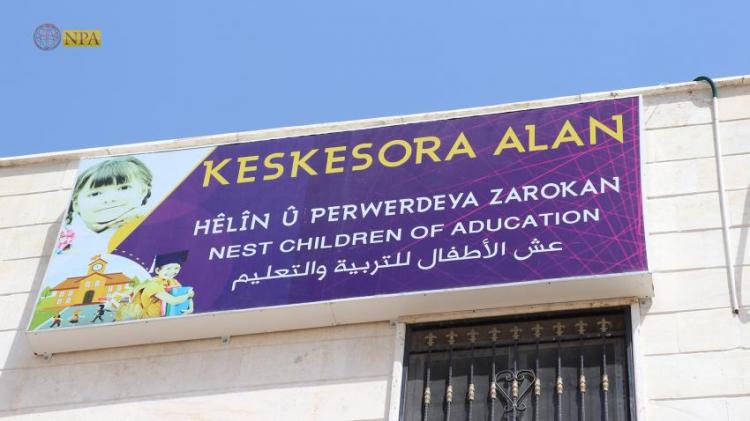 NPA
KESKESORA ALAN
HÊLÎN Û PERWERDEYA ZAROKAN
NEST CHILDREN OF ADUCATION
عش الأطفال للتربية والتعليم